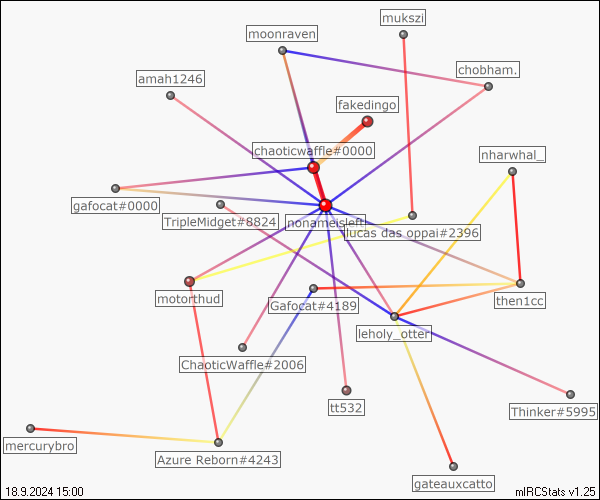 mukszi
moonraven
chobham.
amah1246
fakedingo
chaoticwaffle#0000
nharwhal_
gafocat#0000
TripleMidget#8824
nonameisleft
lucas das oppai#2396
motorthud
Gafocat#4189
then1cc
leholy_otter
ChaoticWaffle#2006
tt532
Thinker#5995
mercurybro
Azure Reborn#4243
gateauxcatto
18.9.2024 15:00
mIRCStats v1.25